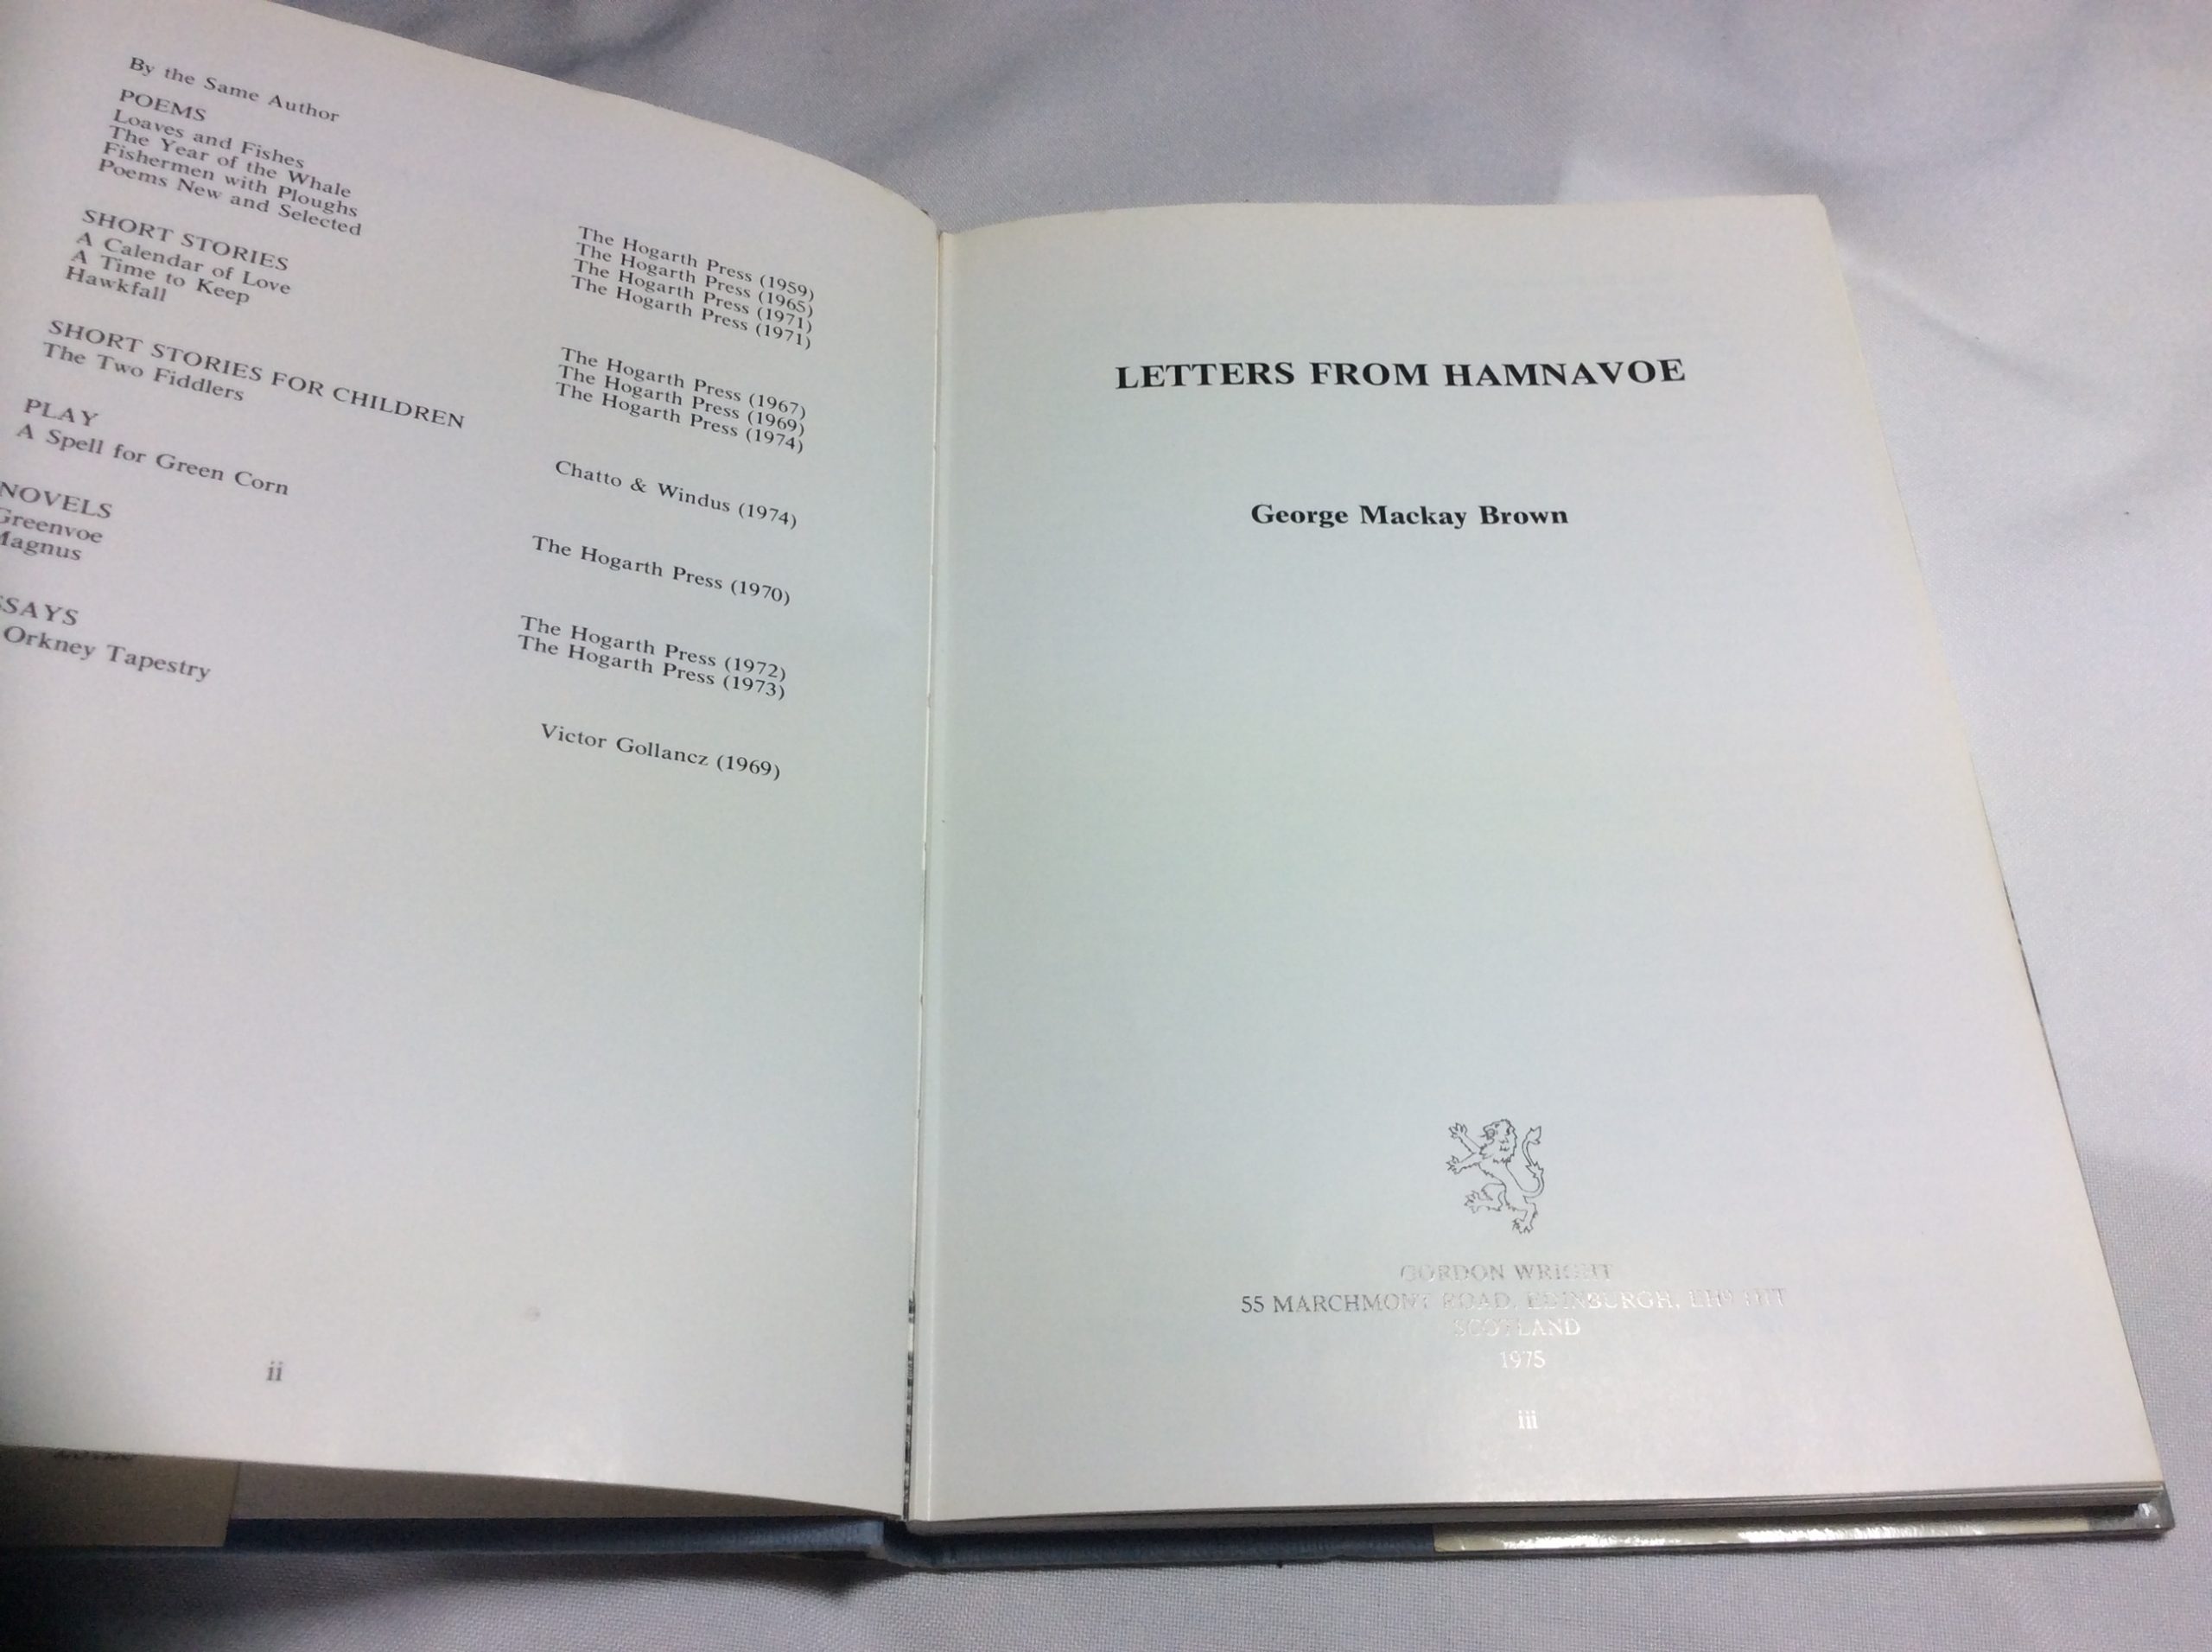 By the Same Author
POEMS
Loaves and Fishes The Hogarth Press (1959)
The Year of the Whale The Hogarth Press (1965)
Fishermen with Ploughs The Hogarth Press (1971)
Poems New and Selected The Hogarth Press (1971)
SHORT STORIES
A Calendar of Love The Hogarth Press (1967)
A Time to Keep The Hogarth Press (1969)
Hawkfall The Hogarth Press (1974)
SHORT STORIES FOR CHILDREN
The Two Fiddlers Chatto & Windus (1974)
PLAY
A Spell for Green Corn The Hogarth Press (1970)
NOVELS
Greenvoe The Hogarth Press (1972)
Magnus The Hogarth Press (1973)
SSAYS
Orkney Tapestry Victor Gollancz (1969)
ii
LETTERS FROM HAMNAVOE
George Mackay Brown
GORDON WRIGHT
55 MARCHMONT ROAD, EDINBURGH,
SCOTLAND
1975
iii